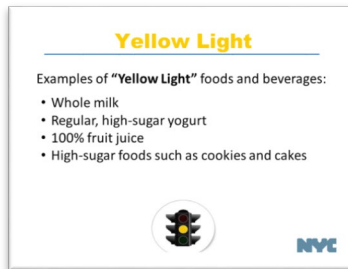 Yellow Light
Examples of “Yellow Light” foods and beverages:
• Whole milk
• Regular, high-sugar yogurt
• 100% fruit juice
• High-sugar foods such as cookies and cakes
NYC